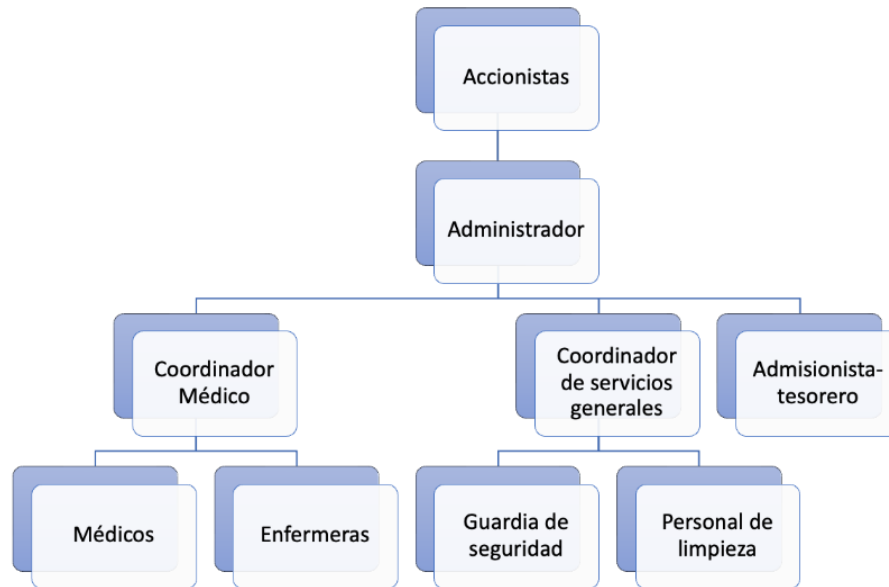 Accionistas
Administrador
Coordinador
Médico
Coordinador
de servicios
generales
Admisionista-
tesorero
Médicos
Enfermeras
Guardia de
seguridad
Personal de
limpieza